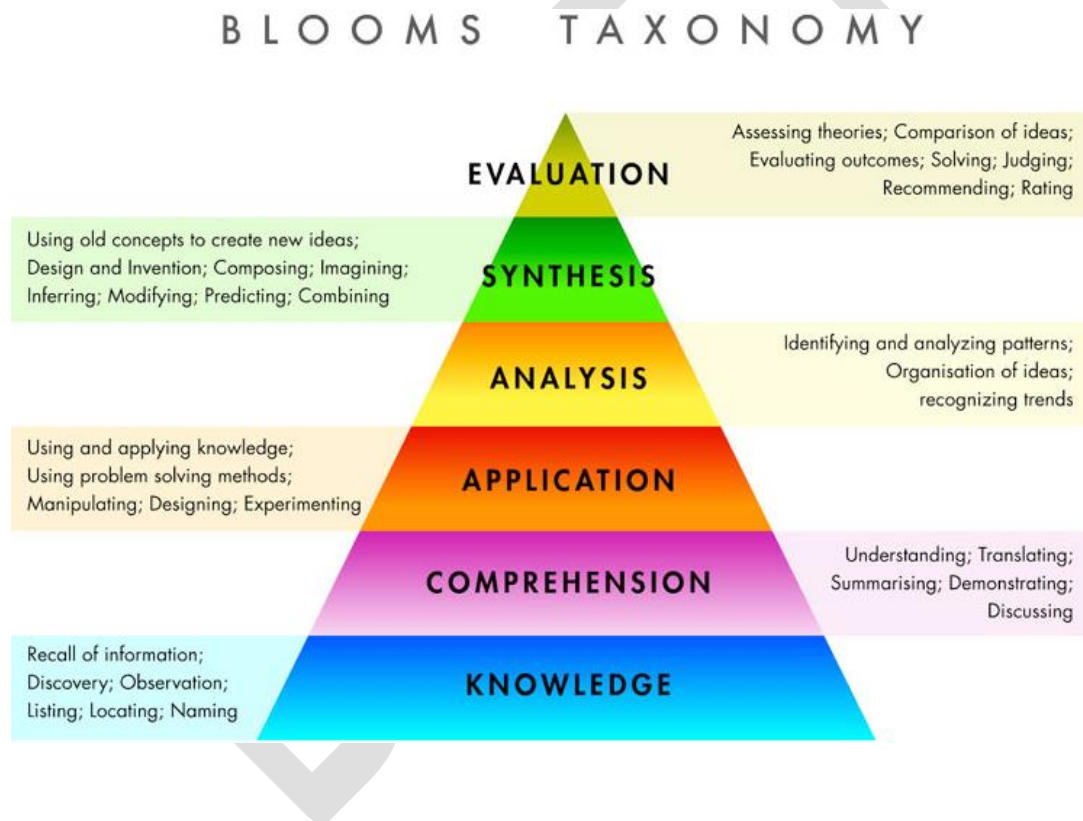 BLOOMS TAXONOMY
EVALUATION
Assessing theories; Comparison of ideas;
Evaluating outcomes; Solving; Judging;
Recommending; Rating
Using old concepts to create new ideas;
Design and Invention; Composing; Imagining;
Inferring; Modifying; Predicting; Combining
SYNTHESIS
ANALYSIS
Identifying and analyzing patterns;
Organisation of ideas;
recognizing trends
Using and applying knowledge;
Using problem solving methods;
Manipulating; Designing; Experimenting
APPLICATION
COMPREHENSION
Understanding; Translating;
Summarising; Demonstrating;
Discussing
Recall of information;
Discovery; Observation;
Listing; Locating; Naming
KNOWLEDGE